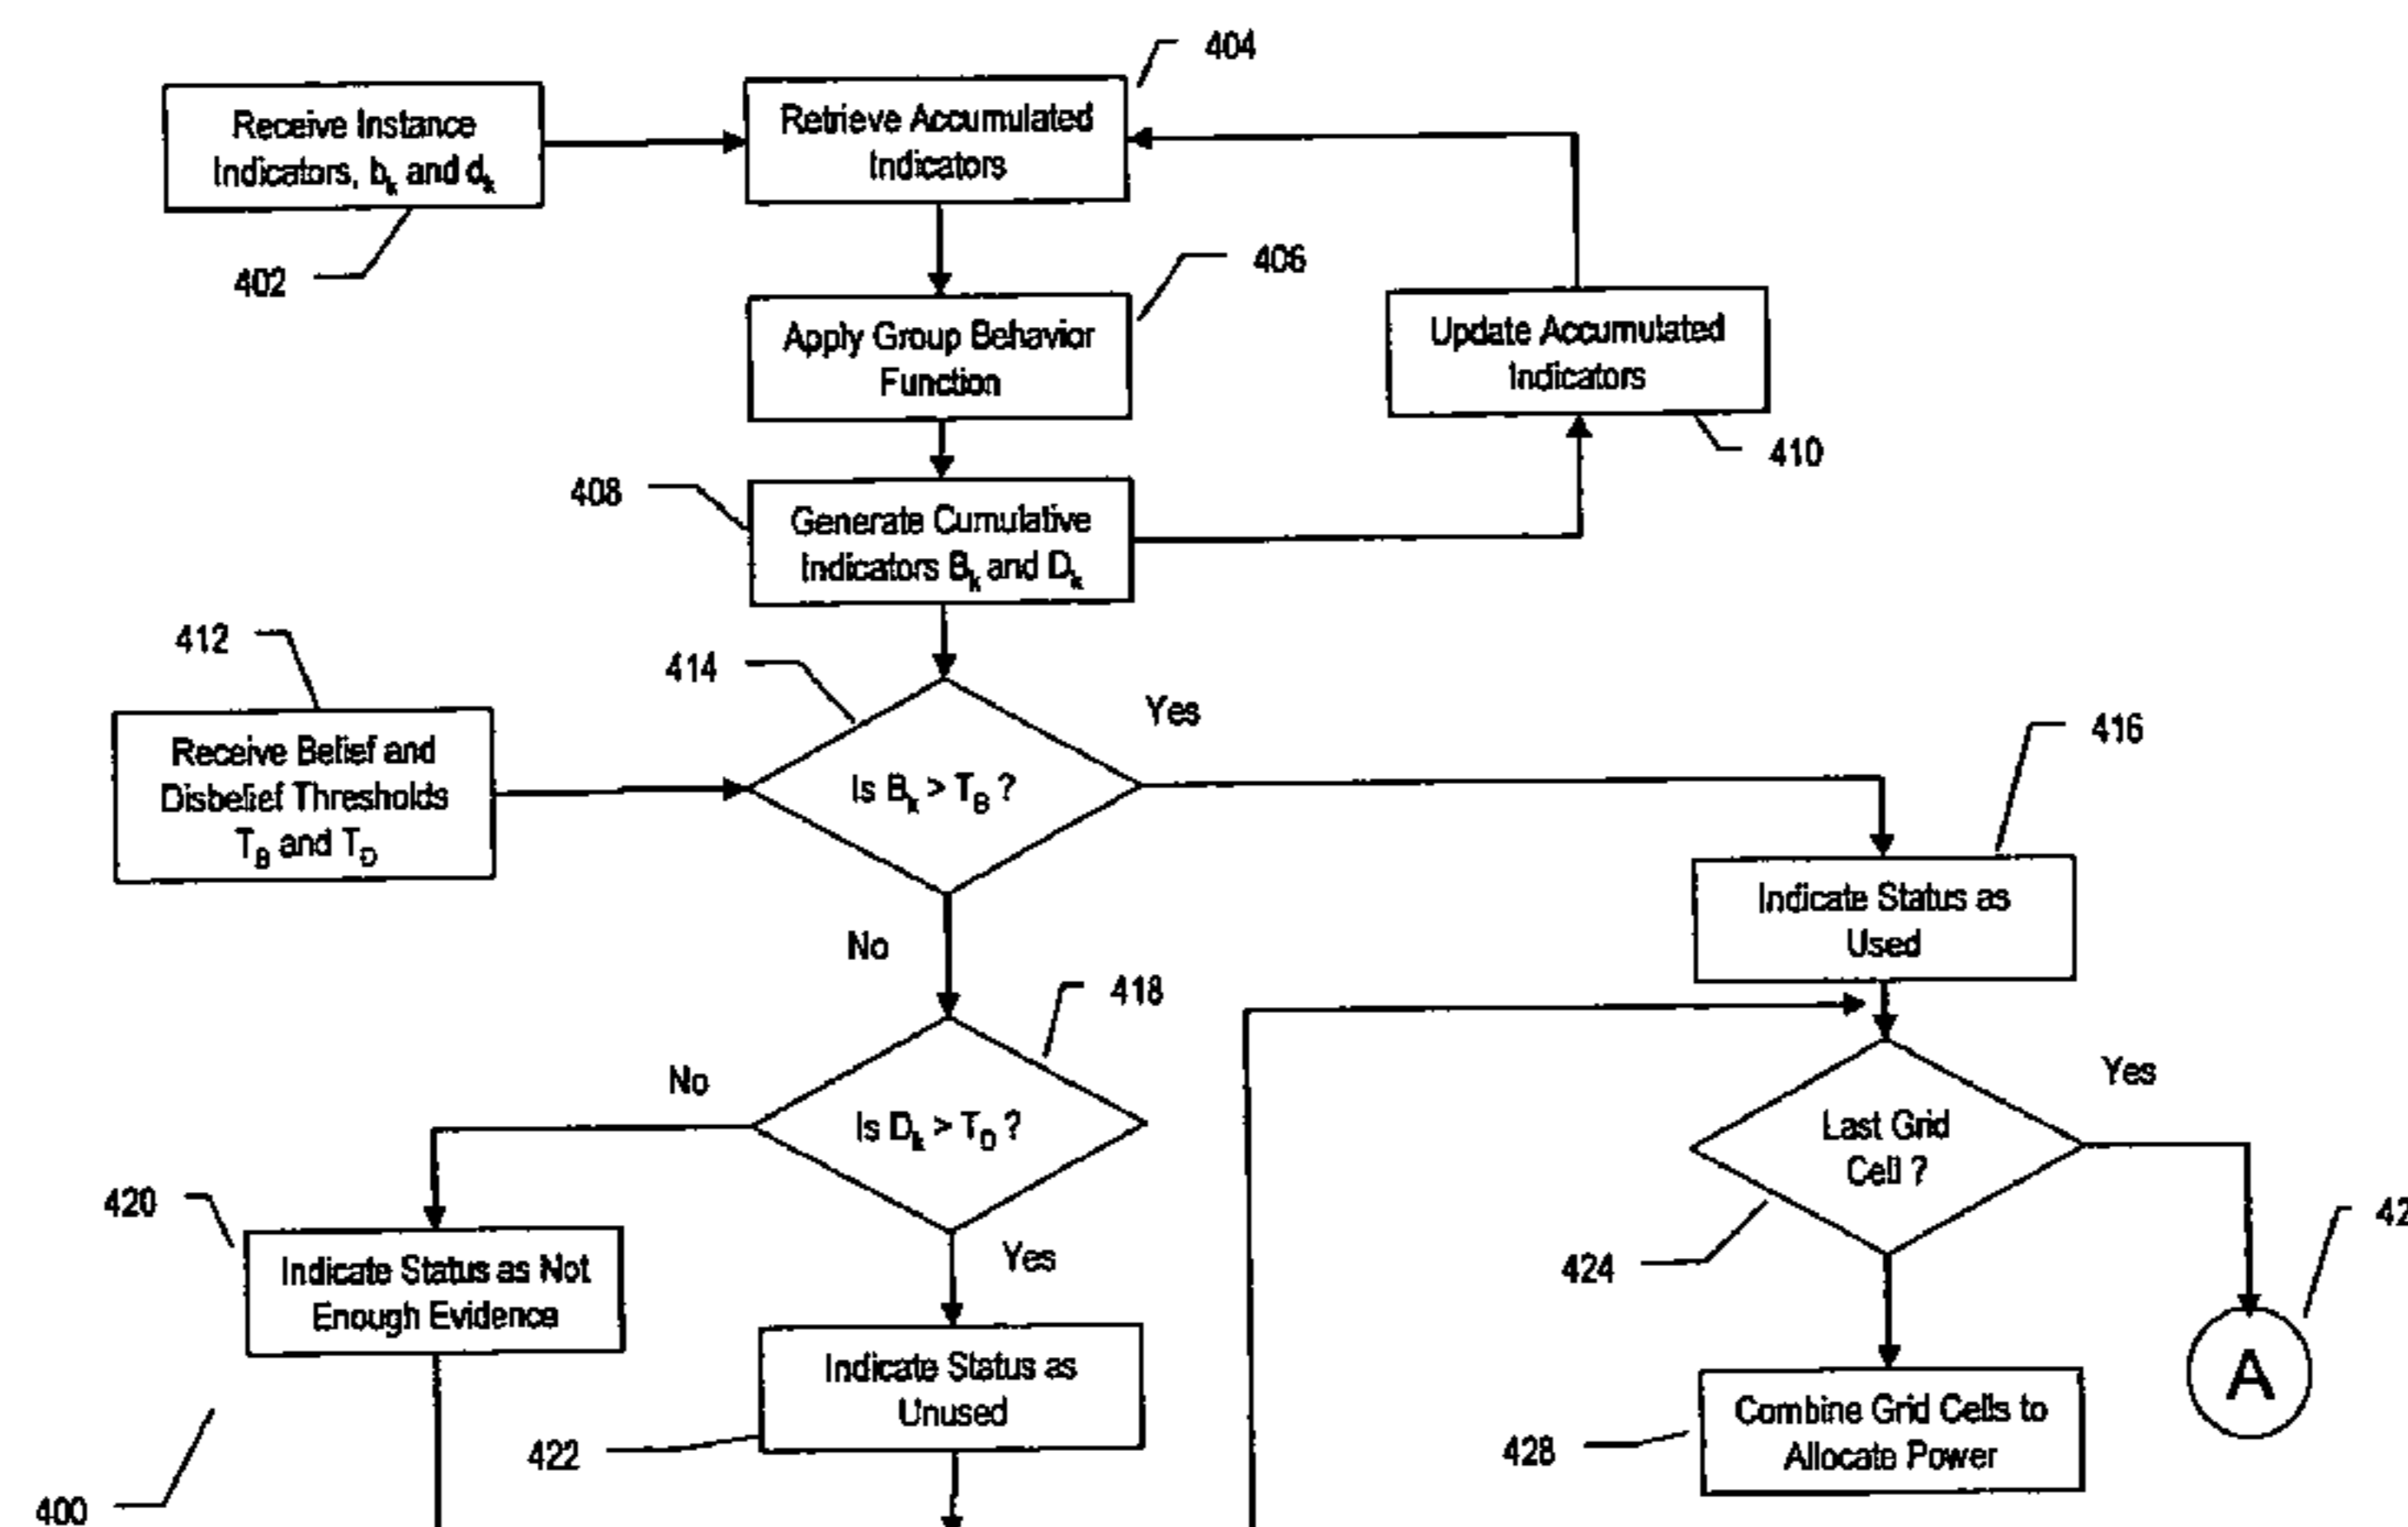 404
Receive Instance
Indicators, bk and dk
Retrieve Accumulated
Indicators
402
406
Apply Group Behavior
Function
Update Accumulated
Indicators
410
408
Generate Cumulative
Indicators Bk and Dk
412
414
Yes
416
Receive Belief and
Disbelief Thresholds
TB and TD
Is Bk > TB ?
Indicate Status as
Used
No
418
No
Is Dk > TD ?
Last Grid
Cell ?
Yes
420
Indicate Status as Not
Enough Evidence
Yes
424
Indicate Status as
Unused
422
Combine Grid Cells to
Allocate Power
428
A
400